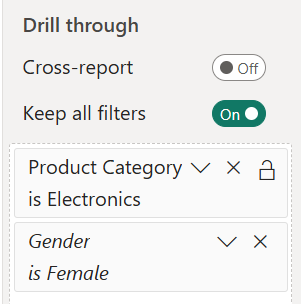 Drill through
Cross-report Off
Keep all filters On
Product Category
is Electronics
Gender
is Female